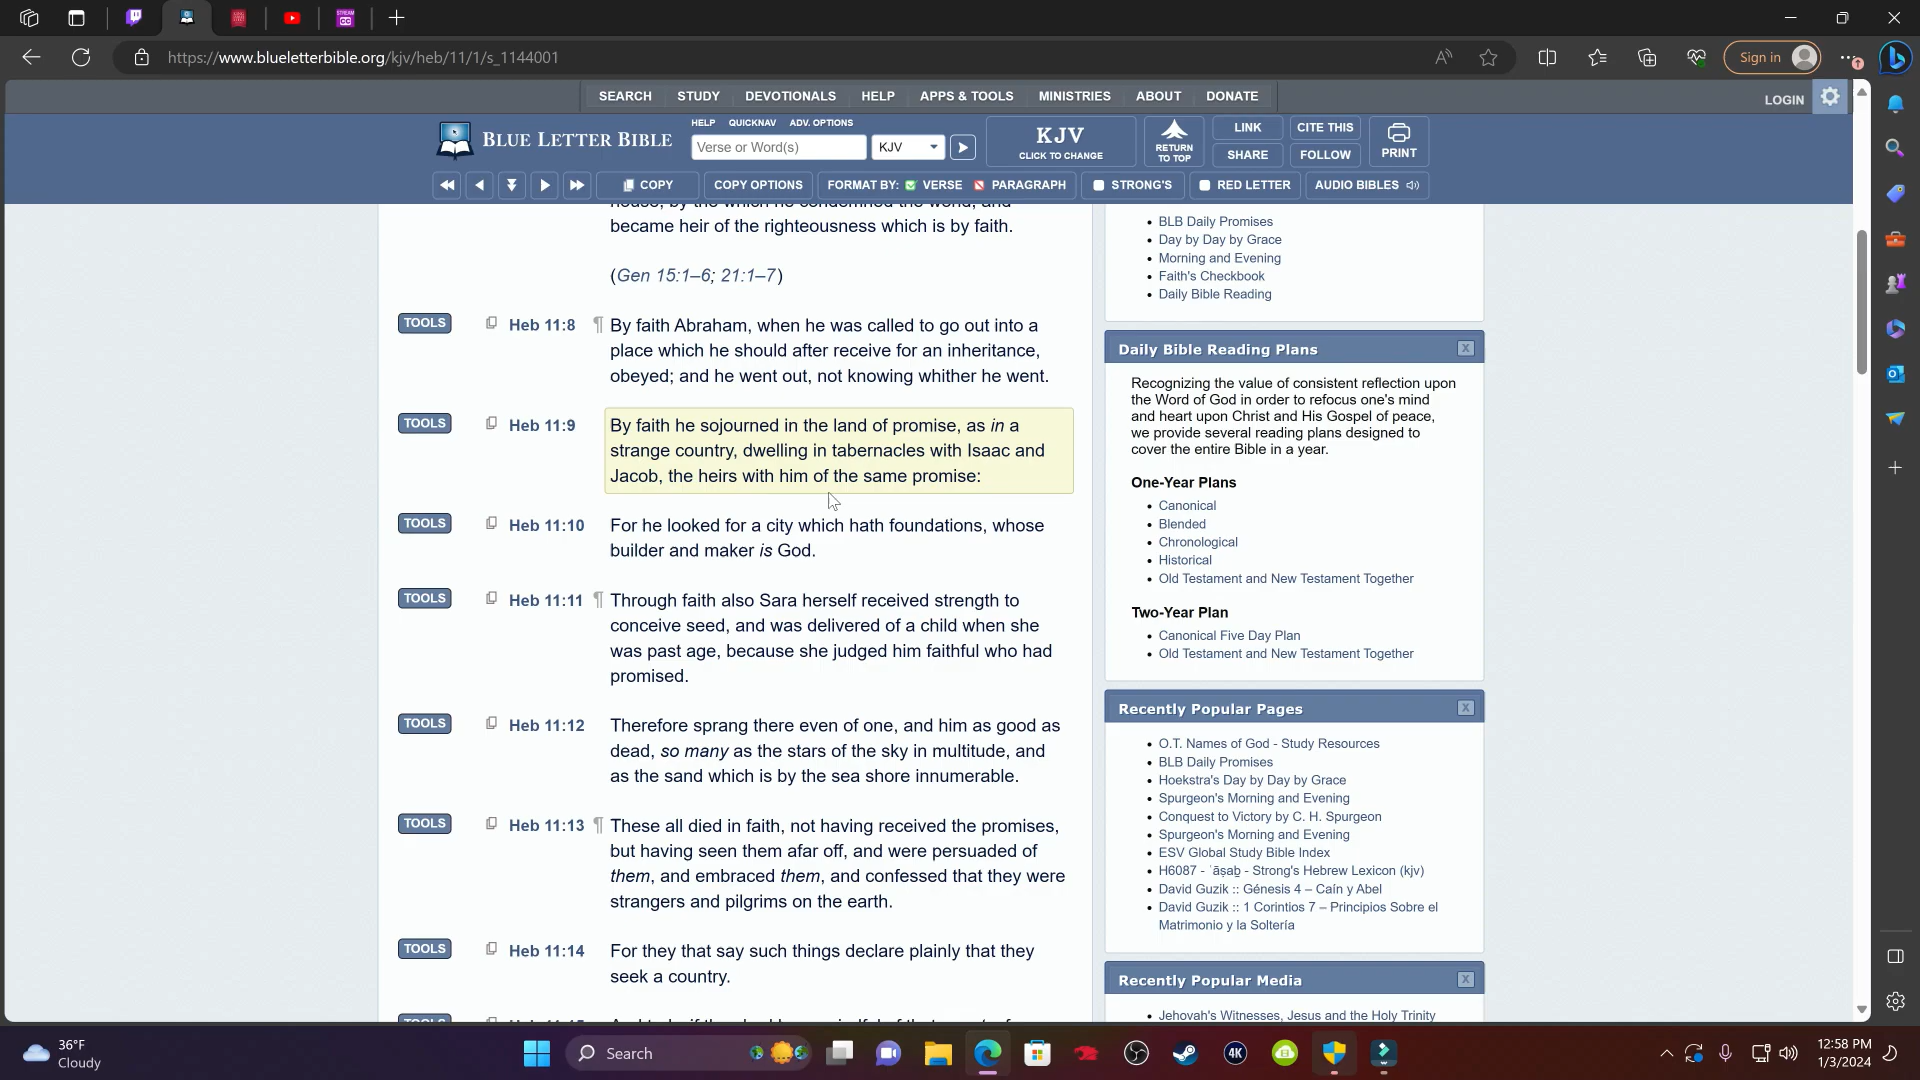 https://www.blueletterbible.org/kjv/heb/11/1/s_1144001
Sign in
SEARCH STUDY DEVOTIONALS HELP APPS & TOOLS MINISTRIES ABOUT DONATE
LOGIN
BLUE LETTER BIBLE
HELP QUICKNAV ADV. OPTIONS
Verse or Word(s)
KJV
KJV
CLICK TO CHANGE
RETURN
TO TOP
LINK
CITE THIS
SHARE
FOLLOW
PRINT
COPY
COPY OPTIONS
FORMAT BY: VERSE PARAGRAPH
STRONG'S
RED LETTER
AUDIO BIBLES
house; by the which he condemned the world, and
became heir of the righteousness which is by faith.
(Gen 15:1–6; 21:1–7)
TOOLS Heb 11:8 ¶ By faith Abraham, when he was called to go out into a
place which he should after receive for an inheritance,
obeyed; and he went out, not knowing whither he went.
TOOLS Heb 11:9 By faith he sojourned in the land of promise, as in a
strange country, dwelling in tabernacles with Isaac and
Jacob, the heirs with him of the same promise:
TOOLS Heb 11:10 For he looked for a city which hath foundations, whose
builder and maker is God.
TOOLS Heb 11:11 ¶ Through faith also Sara herself received strength to
conceive seed, and was delivered of a child when she
was past age, because she judged him faithful who had
promised.
TOOLS Heb 11:12 Therefore sprang there even of one, and him as good as
dead, so many as the stars of the sky in multitude, and
as the sand which is by the sea shore innumerable.
TOOLS Heb 11:13 ¶ These all died in faith, not having received the promises,
but having seen them afar off, and were persuaded of
them, and embraced them, and confessed that they were
strangers and pilgrims on the earth.
TOOLS Heb 11:14 For they that say such things declare plainly that they
seek a country.
BLB Daily Promises
Day by Day by Grace
Morning and Evening
Faith's Checkbook
Daily Bible Reading
Daily Bible Reading Plans X
Recognizing the value of consistent reflection upon
the Word of God in order to refocus one's mind
and heart upon Christ and His Gospel of peace,
we provide several reading plans designed to
cover the entire Bible in a year.
One-Year Plans
Canonical
Blended
Chronological
Historical
Old Testament and New Testament Together
Two-Year Plan
Canonical Five Day Plan
Old Testament and New Testament Together
Recently Popular Pages X
O.T. Names of God - Study Resources
BLB Daily Promises
Hoekstra's Day by Day by Grace
Spurgeon's Morning and Evening
Conquest to Victory by C. H. Spurgeon
Spurgeon's Morning and Evening
ESV Global Study Bible Index
H6087 - ʿāṣaḇ - Strong's Hebrew Lexicon (kjv)
David Guzik :: Génesis 4 – Caín y Abel
David Guzik :: 1 Corintios 7 – Principios Sobre el
Matrimonio y la Soltería
Recently Popular Media X
Jehovah's Witnesses, Jesus and the Holy Trinity
36°F
Cloudy
Search
4K
12:58 PM
1/3/2024